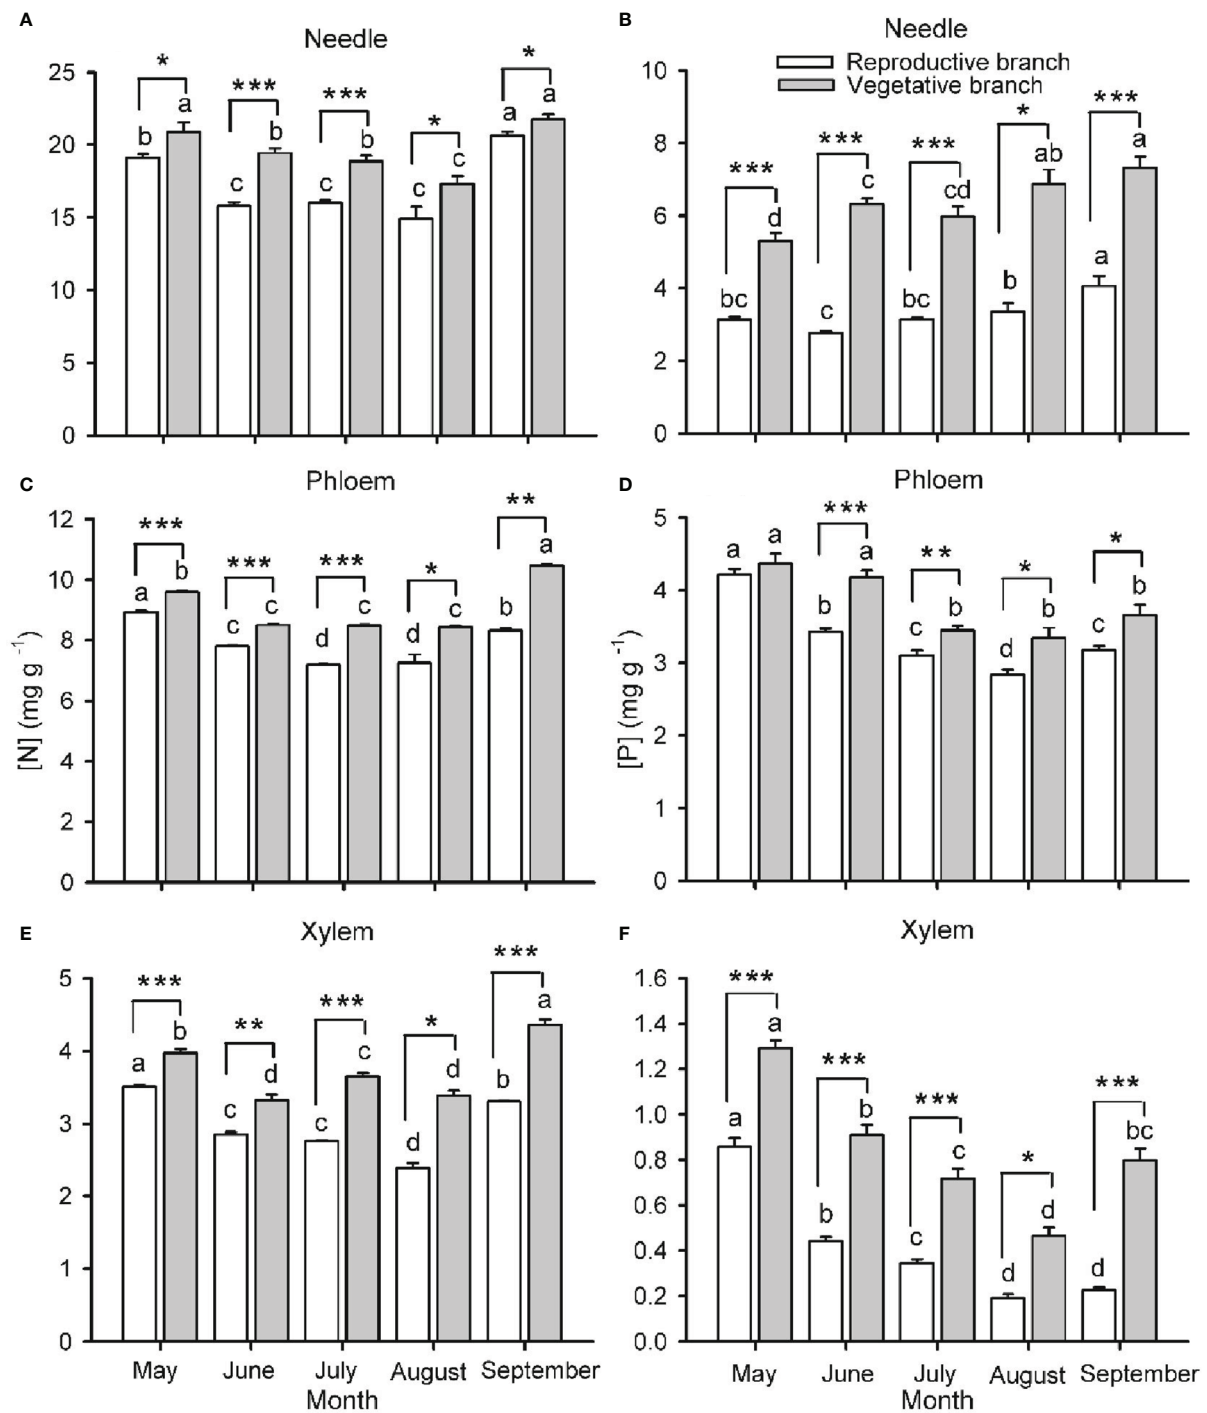 A
Needle
25
20
15
10
5
0
*
***
***
*
*
b
a
c
b
c
b
c
c
a
a
B
Needle
Reproductive branch
Vegetative branch
10
8
6
4
2
0
***
***
***
*
***
bc
d
c
c
bc
cd
b
ab
a
a
C
Phloem
12
10
8
6
4
2
0
[N] (mg g -1)
***
***
***
*
**
a
b
c
c
d
c
d
c
b
a
D
Phloem
5
4
3
2
1
0
[P] (mg g -1)
***
**
*
*
a
a
b
a
c
b
d
b
c
b
E
Xylem
5
4
3
2
1
0
***
**
***
*
***
a
b
c
d
c
c
d
d
b
a
May
June
July
August
September
Month
F
Xylem
1.6
1.4
1.2
1.0
0.8
0.6
0.4
0.2
0.0
***
***
***
*
***
a
a
b
b
c
c
d
d
d
bc
May
June
July
August
September
Month